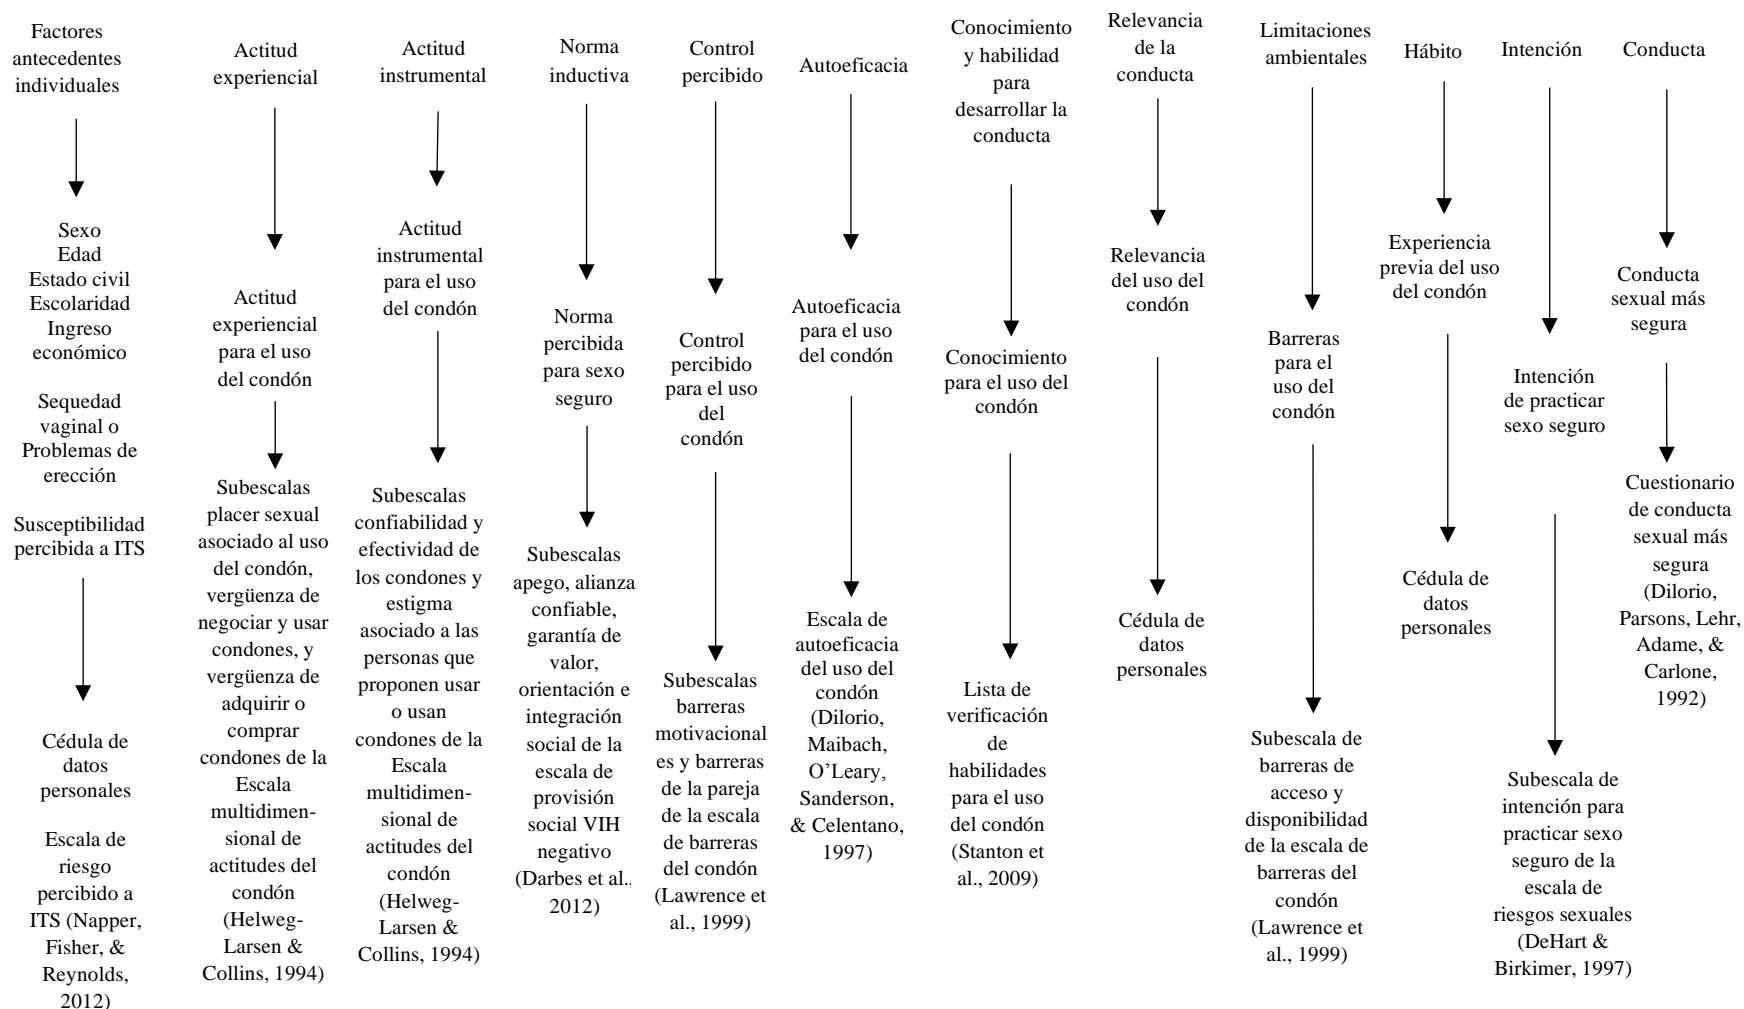 Factores
antecedentes
individuales
Sexo
Edad
Estado civil
Escolaridad
Ingreso
económico
Sequedad
vaginal o
Problemas de
erección
Susceptibilidad
percibida a ITS
Cédula de
datos
personales
Escala de
riesgo
percibido a
ITS (Napper,
Fisher, &
Reynolds,
2012)
Actitud
experiencial
Actitud
experiencial
para el uso
del condón
Subescalas
placer sexual
asociado al uso
del condón,
vergüenza de
negociar y usar
condones, y
vergüenza de
adquirir o
comprar
condones de la
Escala
multidimen-
sional de
actitudes del
condón
(Helweg-
Larsen &
Collins, 1994)
Actitud
instrumental
Actitud
instrumental
para el uso
del condón
Subescalas
confiabilidad y
efectividad de
los condones y
estigma
asociado a las
personas que
proponen usar
o usan
condones de la
Escala
multidimen-
sional de
actitudes del
condón
(Helweg-
Larsen &
Collins, 1994)
Norma
inductiva
Norma
percibida
para sexo
seguro
Subescalas
apego, alianza
confiable,
garantía de
valor,
orientación e
integración
social de la
escala de
provisión
social VIH
negativo
(Darbes et al.,
2012)
Control
percibido
Control
percibido
para el uso
del
condón
Subescalas
barreras
motivacional
es y barreras
de la pareja
de la escala
de barreras
del condón
(Lawrence et
al., 1999)
Autoeficacia
Autoeficacia
para el uso
del condón
Escala de
autoeficacia
del uso del
condón
(Dilorio,
Maibach,
O’Leary,
Sanderson,
& Celentano,
1997)
Conocimiento
y habilidad
para
desarrollar la
conducta
Conocimiento
para el uso del
condón
Lista de
verificación
de
habilidades
para el uso
del condón
(Stanton et
al., 2009)
Relevancia
de la
conducta
Relevancia
del uso del
condón
Cédula de
datos
personales
Limitaciones
ambientales
Barreras
para el
uso del
condón
Subescala de
barreras de
acceso y
disponibilidad
de la escala de
barreras del
condón
(Lawrence et
al., 1999)
Hábito
Experiencia
previa del uso
del condón
Cédula de
datos
personales
Intención
Intención
de practicar
sexo seguro
Subescala de
intención para
practicar sexo
seguro de la
escala de
riesgos sexuales
(DeHart &
Birkimer, 1997)
Conducta
Conducta
sexual más
segura
Cuestionario
de conducta
sexual más
segura
(Dilorio,
Parsons, Lehr,
Adame, &
Carlone,
1992)